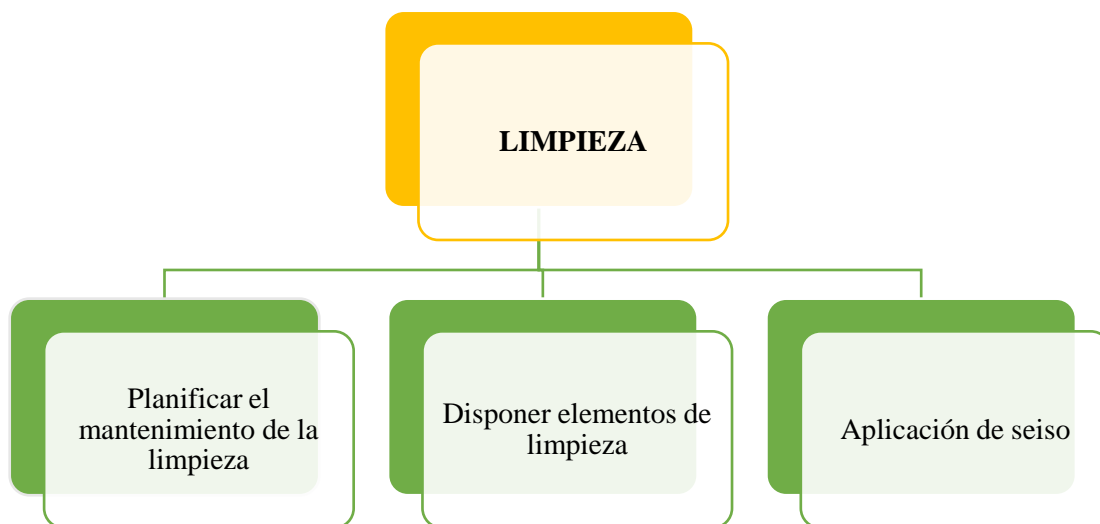 LIMPIEZA
Planificar el
mantenimiento de la
limpieza
Disponer elementos de
limpieza
Aplicación de seiso